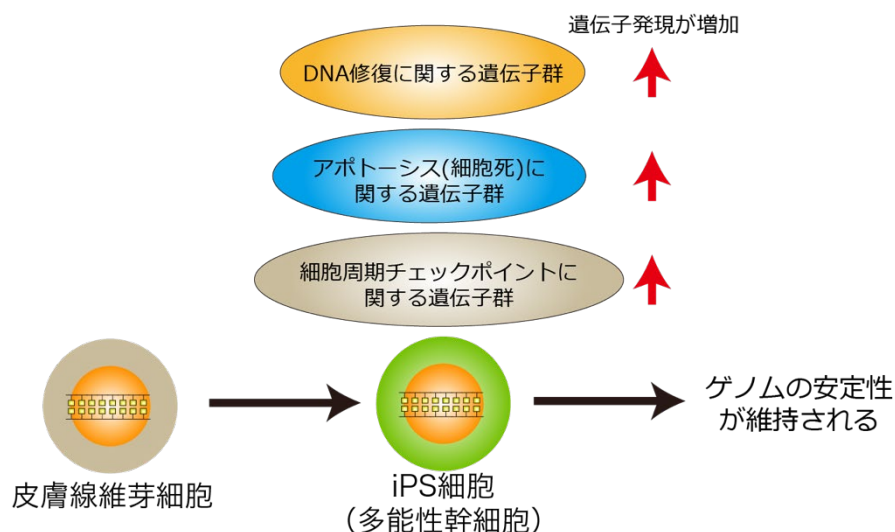 遺伝子発現が増加
DNA修復に関する遺伝子群
アポトーシス(細胞死)に
関する遺伝子群
細胞周期チェックポイントに
関する遺伝子群
皮膚線維芽細胞
iPS細胞
（多能性幹細胞）
ゲノムの安定性
が維持される